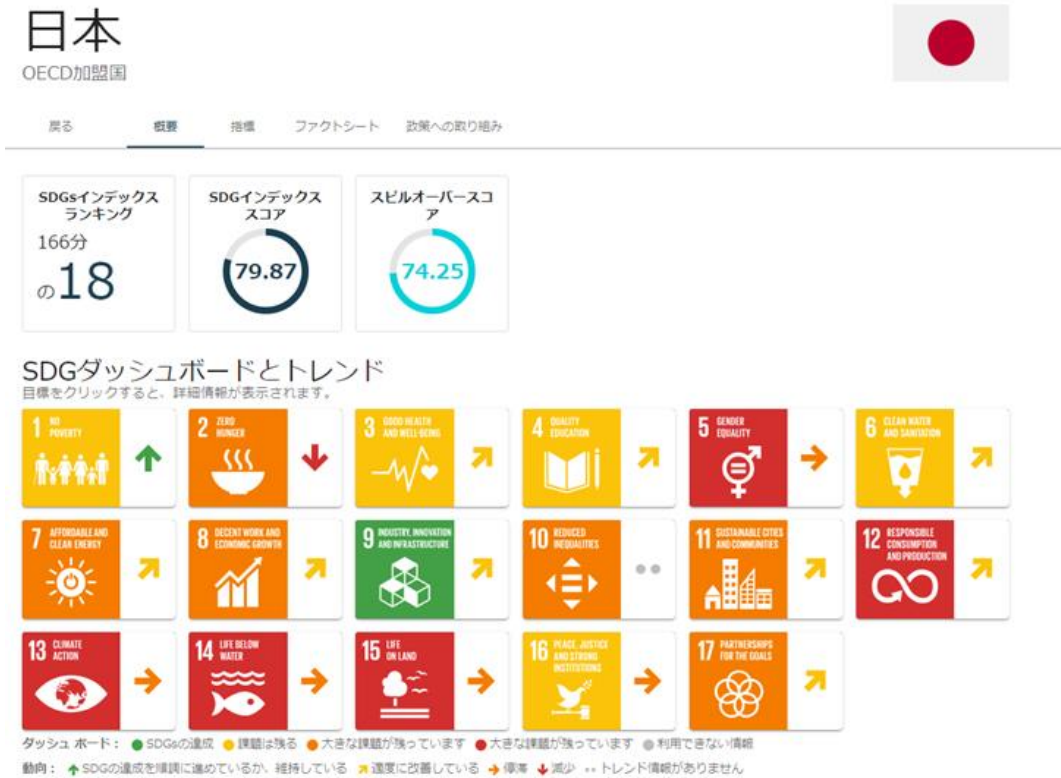 日本
OECD加盟国
戻る 概要 指標 ファクトシート 政策への取り組み
SDGsインデックス
ランキング
166分
の18
SDGインデックス
スコア
79.87
スピルオーバースコ
ア
74.25
SDGダッシュボードとトレンド
目標をクリックすると、詳細情報が表示されます。
1 NO
POVERTY
2 ZERO
HUNGER
3 GOOD HEALTH
AND WELL-BEING
4 QUALITY
EDUCATION
5 GENDER
EQUALITY
6 CLEAN WATER
AND SANITATION
7 AFFORDABLE AND
CLEAN ENERGY
8 DECENT WORK AND
ECONOMIC GROWTH
9 INDUSTRY, INNOVATION
AND INFRASTRUCTURE
10 REDUCED
INEQUALITIES
11 SUSTAINABLE CITIES
AND COMMUNITIES
12 RESPONSIBLE
CONSUMPTION
AND PRODUCTION
13 CLIMATE
ACTION
14 LIFE BELOW
WATER
15 LIFE
ON LAND
16 PEACE, JUSTICE
AND STRONG
INSTITUTIONS
17 PARTNERSHIPS
FOR THE GOALS
ダッシュ ボード： SDGsの達成 課題は残る 大きな課題が残っています 大きな課題が残っています 利用できない情報
動向： SDGの達成を順調に進めているか、維持している 適度に改善している 停滞 減少 トレンド情報がありません